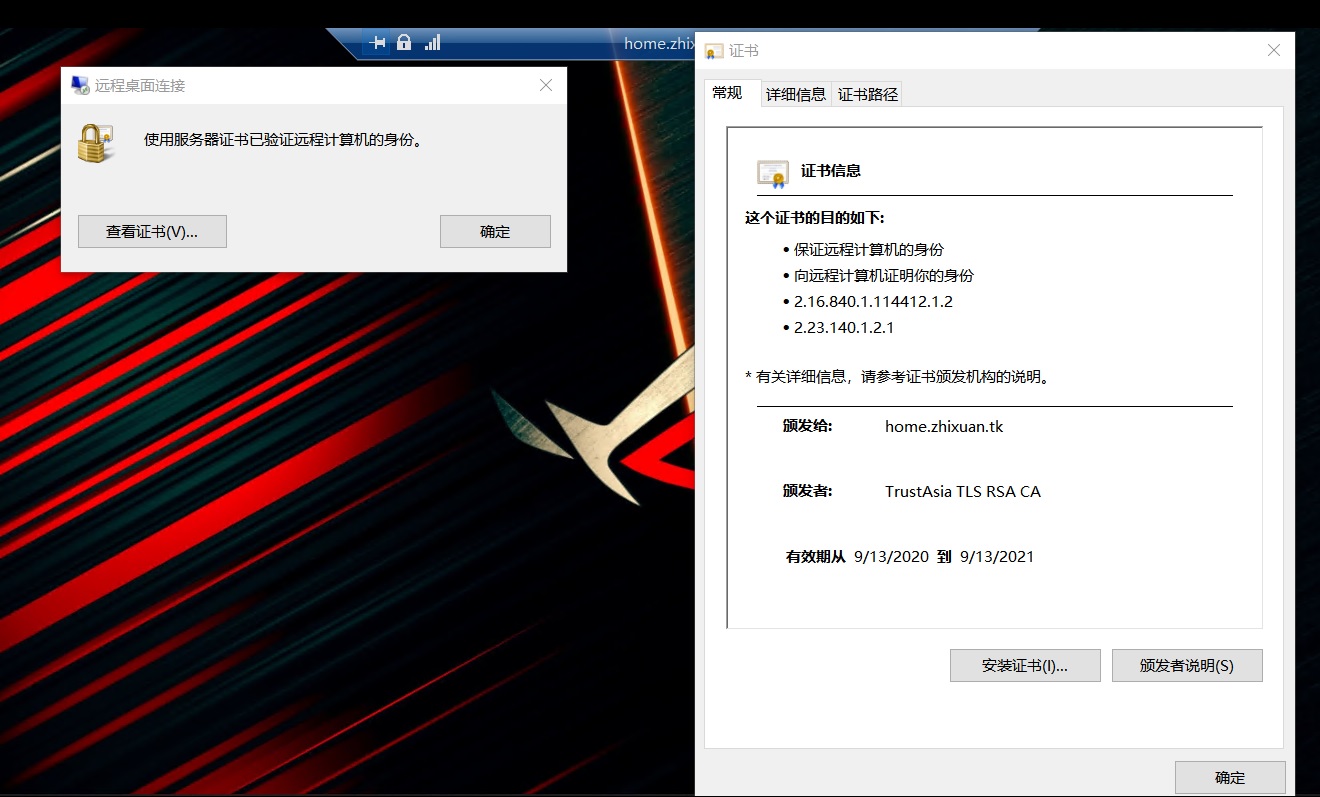 home.zhix
远程桌面连接
使用服务器证书已验证远程计算机的身份。
查看证书(V)...
确定
证书
常规
详细信息
证书路径
证书信息
这个证书的目的如下:
• 保证远程计算机的身份
• 向远程计算机证明你的身份
• 2.16.840.1.114412.1.2
• 2.23.140.1.2.1
* 有关详细信息，请参考证书颁发机构的说明。
颁发给: home.zhixuan.tk
颁发者: TrustAsia TLS RSA CA
有效期从 9/13/2020 到 9/13/2021
安装证书(I)...
颁发者说明(S)
确定